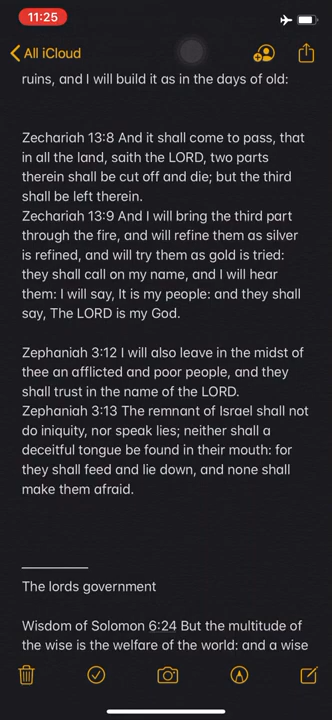 11:25
All iCloud
ruins, and I will build it as in the days of old:
Zechariah 13:8 And it shall come to pass, that
in all the land, saith the LORD, two parts
therein shall be cut off and die; but the third
shall be left therein.
Zechariah 13:9 And I will bring the third part
through the fire, and will refine them as silver
is refined, and will try them as gold is tried:
they shall call on my name, and I will hear
them: I will say, It is my people: and they shall
say, The LORD is my God.
Zephaniah 3:12 I will also leave in the midst of
thee an afflicted and poor people, and they
shall trust in the name of the LORD.
Zephaniah 3:13 The remnant of Israel shall not
do iniquity, nor speak lies; neither shall a
deceitful tongue be found in their mouth: for
they shall feed and lie down, and none shall
make them afraid.
The lords government
Wisdom of Solomon 6:24 But the multitude of
the wise is the welfare of the world: and a wise